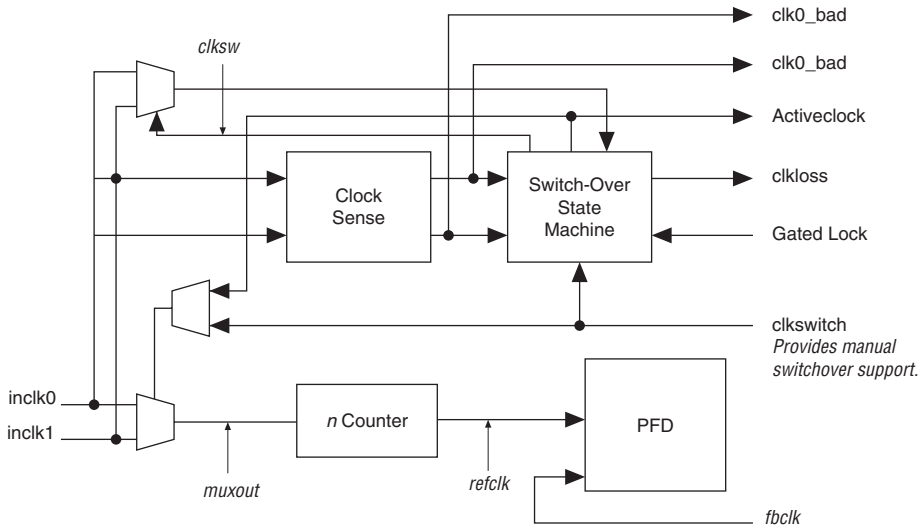 clk0_bad
clksw
clk0_bad
Activeclock
Clock
Sense
Switch-Over
State
Machine
clkloss
Gated Lock
clkswitch
Provides manual
switchover support.
inclk0
inclk1
n Counter
PFD
muxout
refclk
fbclk